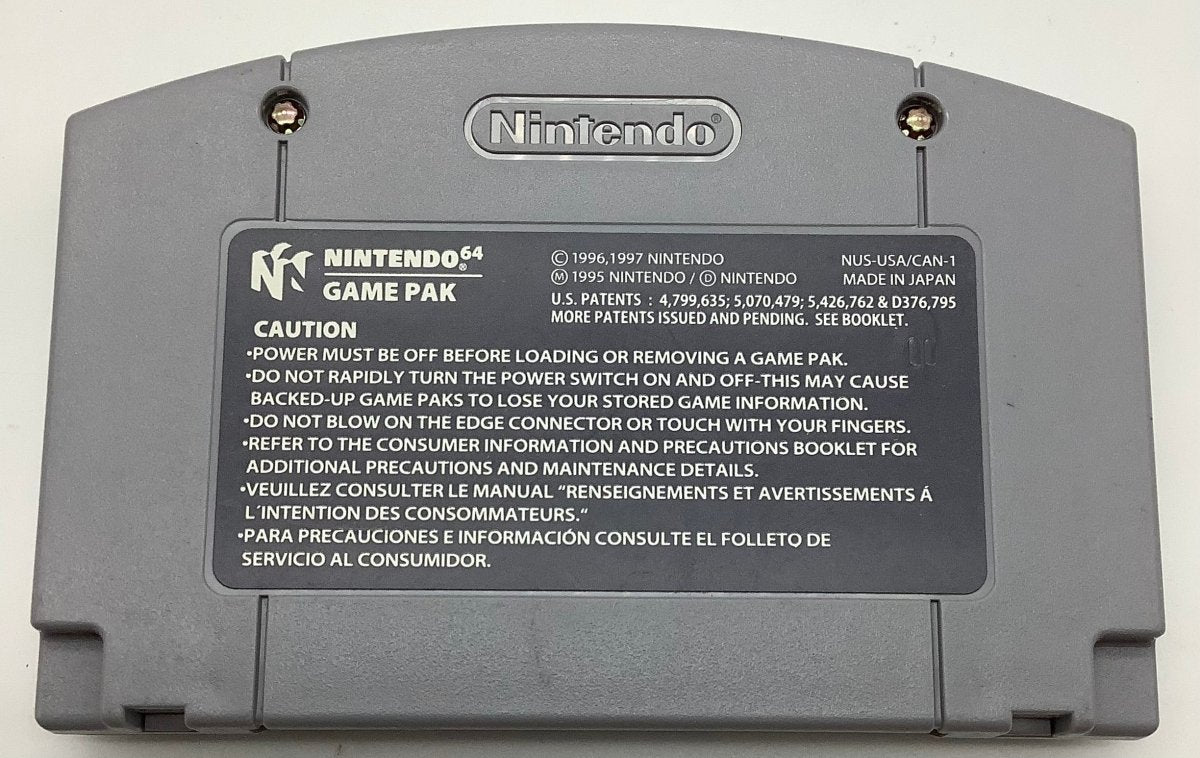 Nintendo®
NINTENDO64®
GAME PAK
© 1996,1997 NINTENDO
Ⓜ 1995 NINTENDO / Ⓓ NINTENDO
NUS-USA/CAN-1
MADE IN JAPAN
U.S. PATENTS : 4,799,635; 5,070,479; 5,426,762 & D376,795
MORE PATENTS ISSUED AND PENDING. SEE BOOKLET.
CAUTION
•POWER MUST BE OFF BEFORE LOADING OR REMOVING A GAME PAK.
•DO NOT RAPIDLY TURN THE POWER SWITCH ON AND OFF-THIS MAY CAUSE
BACKED-UP GAME PAKS TO LOSE YOUR STORED GAME INFORMATION.
•DO NOT BLOW ON THE EDGE CONNECTOR OR TOUCH WITH YOUR FINGERS.
•REFER TO THE CONSUMER INFORMATION AND PRECAUTIONS BOOKLET FOR
ADDITIONAL PRECAUTIONS AND MAINTENANCE DETAILS.
•VEUILLEZ CONSULTER LE MANUAL “RENSEIGNEMENTS ET AVERTISSEMENTS Á
L´INTENTION DES CONSOMMATEURS.“
•PARA PRECAUCIONES E INFORMACIÓN CONSULTE EL FOLLETO DE
SERVICIO AL CONSUMIDOR.